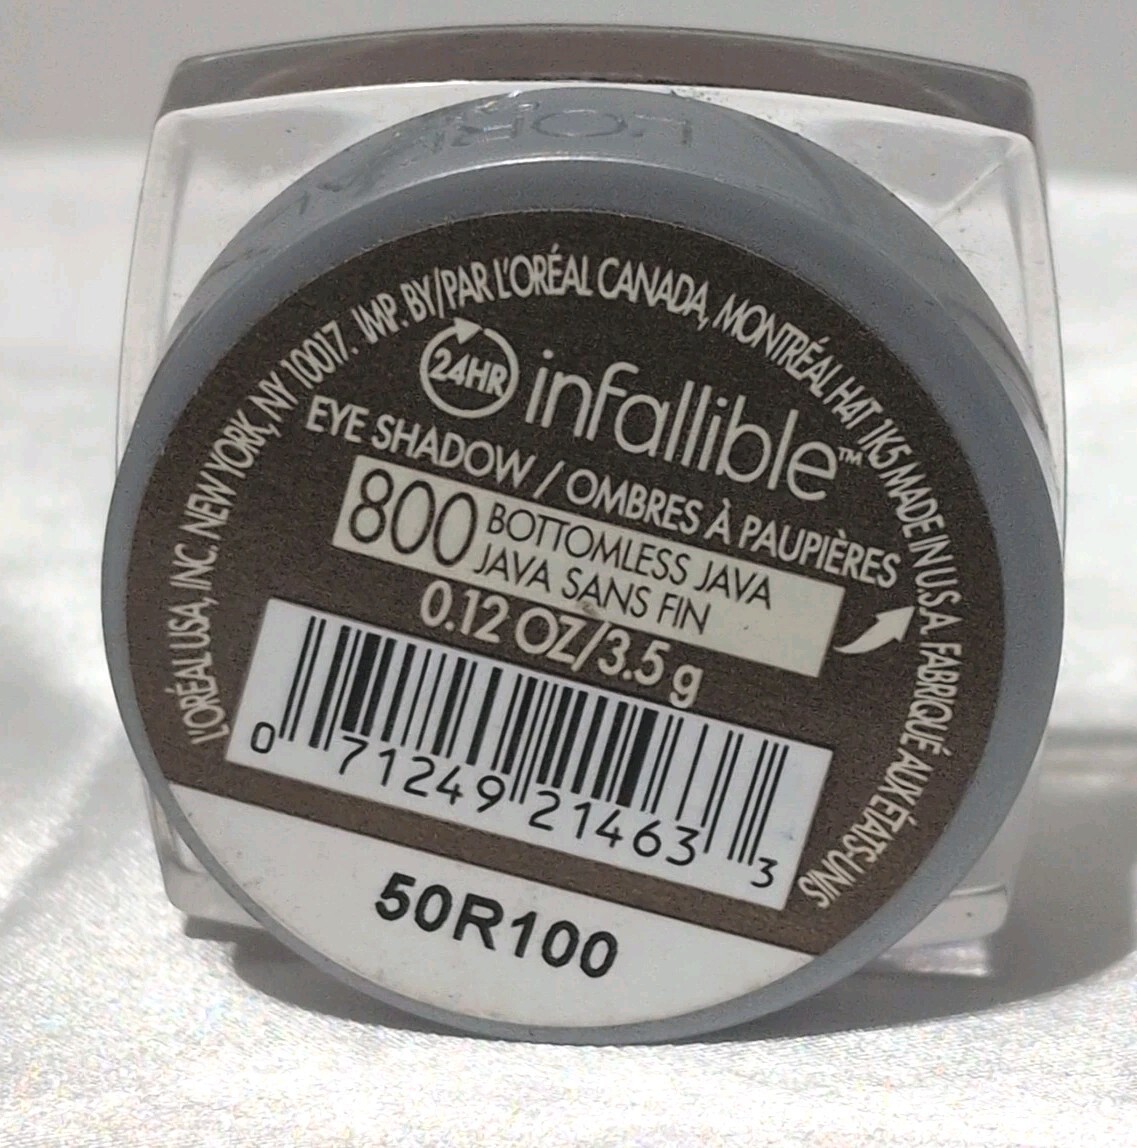 L'ORÉAL
L'ORÉAL USA, INC. NEW YORK, NY 10017. IMP. BY/PAR L'ORÉAL CANADA, MONTRÉAL H4T 1K5 MADE IN U.S.A. FABRIQUÉ AUX ÉTATS-UNIS
24HR infallible™
EYE SHADOW / OMBRES À PAUPIÈRES
800 BOTTOMLESS JAVA
JAVA SANS FIN
0.12 OZ/3.5 g
0 71249 21463 3
50R100